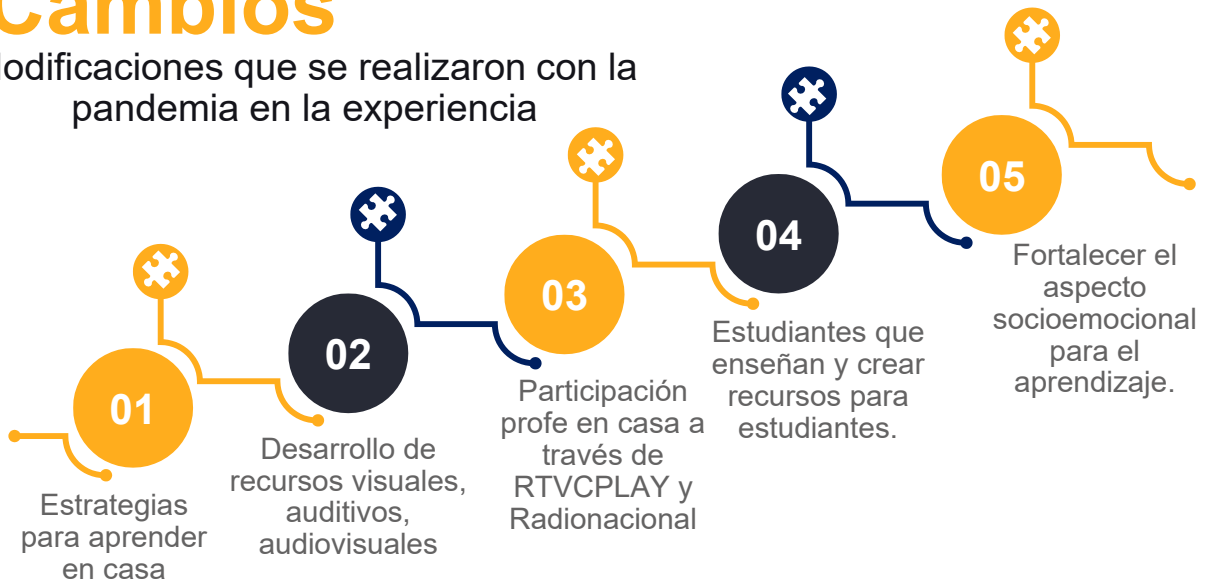 Cambios
Modificaciones que se realizaron con la
pandemia en la experiencia
01
Estrategias
para aprender
en casa
02
Desarrollo de
recursos visuales,
auditivos,
audiovisuales
03
Participación
profe en casa a
través de
RTVCPLAY y
Radionacional
04
Estudiantes que
enseñan y crear
recursos para
estudiantes.
05
Fortalecer el
aspecto
socioemocional
para el
aprendizaje.